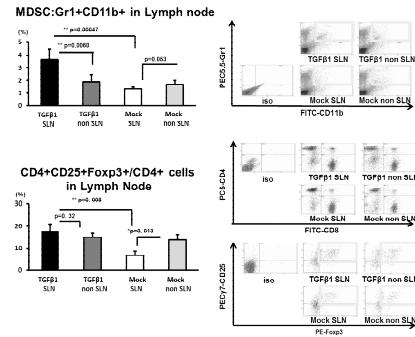 MDSC:Gr1+CD11b+ in Lymph node
(%)
** p=0.00047
** p=0.0060
p=0.053
5
4
3
2
1
0
TGFβ1 SLN
TGFβ1 non SLN
Mock SLN
Mock non SLN
PEC5.5-Gr1
TGFβ1 SLN
TGFβ1 non SLN
iso
Mock SLN
Mock non SLN
FITC-CD11b
CD4+CD25+Foxp3+/CD4+ cells
in Lymph Node
(%)
** p=0.008
p=0.32
*p=0.013
30
20
10
0
TGFβ1 SLN
TGFβ1 non SLN
Mock SLN
Mock non SLN
PC5-CD4
iso
TGFβ1 SLN
TGFβ1 non SLN
Mock SLN
Mock non SLN
FITC-CD8
PECy7-CD25
iso
TGFβ1 SLN
TGFβ1 non SLN
Mock SLN
Mock non SLN
PE-Foxp3